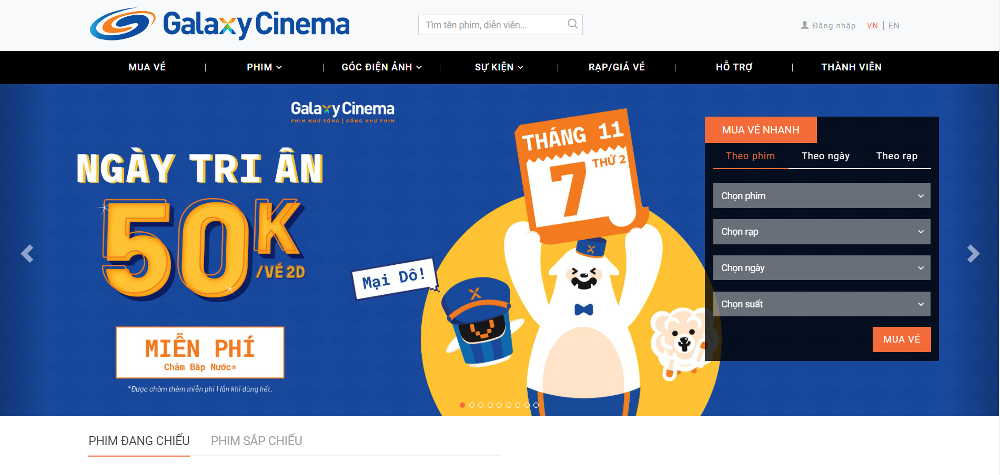 Galaxy Cinema
Tìm tên phim, diễn viên...
Đăng nhập VN | EN
MUA VÉ | PHIM | GÓC ĐIỆN ẢNH | SỰ KIỆN | RẠP/GIÁ VÉ | HỖ TRỢ | THÀNH VIÊN
Galaxy Cinema
PHIM NHƯ SỐNG | SỐNG NHƯ PHIM
NGÀY TRI ÂN
50K
/VÉ 2D
MIỄN PHÍ
Châm Bắp Nước*
*Được châm thêm miễn phí 1 lần khi dùng hết.
Mại Dô!
THÁNG 11
THỨ 2
7
MUA VÉ NHANH
Theo phim Theo ngày Theo rạp
Chọn phim
Chọn rạp
Chọn ngày
Chọn suất
MUA VÉ
PHIM ĐANG CHIẾU PHIM SẮP CHIẾU